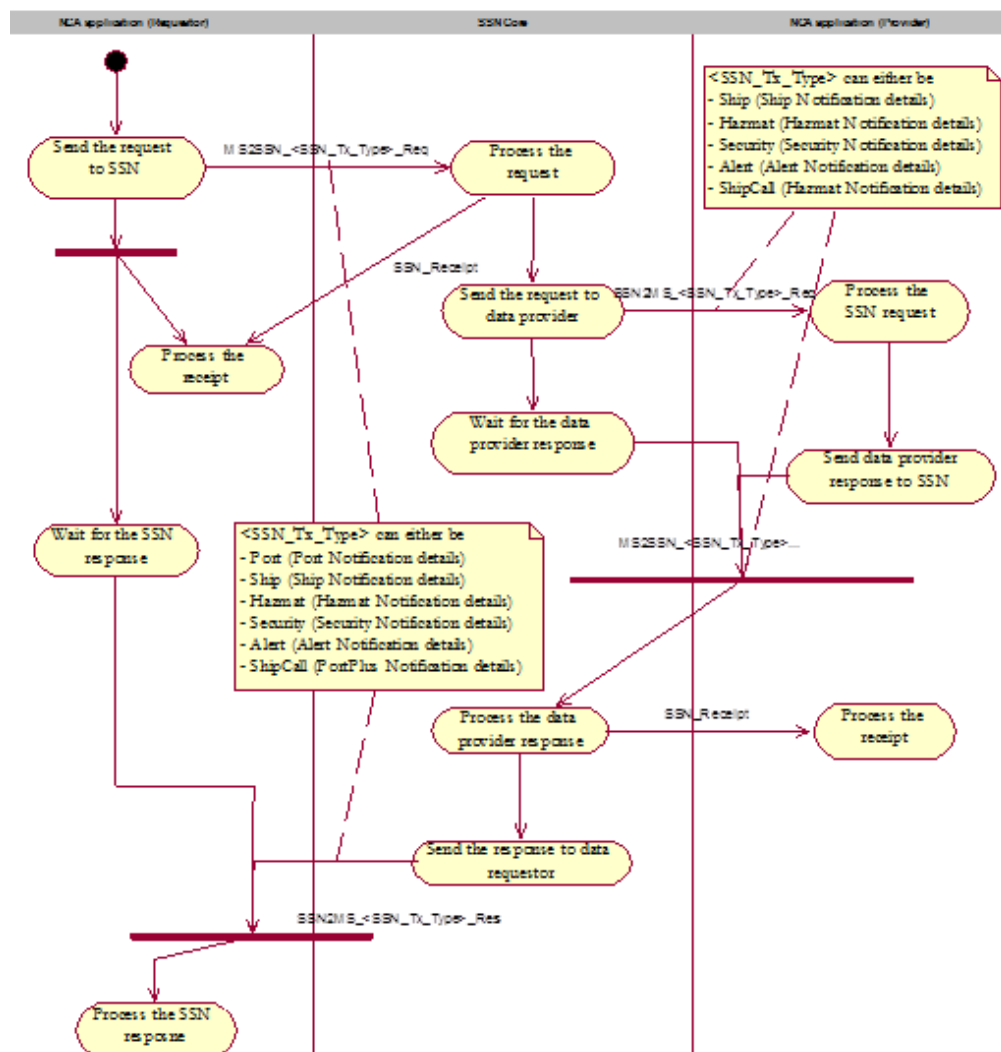 NCA application (Requestor)
SSN Core
NCA application (Provider)
<SSN_Tx_Type> can either be
- Ship (Ship Notification details)
- Hazmat (Hazmat Notification details)
- Security (Security Notification details)
- Alert (Alert Notification details)
- ShipCall (Hazmat Notification details)
Send the request
to SSN
MS2SSN_<SSN_Tx_Type>_Req
Process the
request
SSN_Receipt
Send the request to
data provider
SSN2MS_<SSN_Tx_Type>_Req
Process the
SSN request
Process the
receipt
Wait for the data
provider response
Send data provider
response to SSN
Wait for the SSN
response
<SSN_Tx_Type> can either be
- Port (Port Notification details)
- Ship (Ship Notification details)
- Hazmat (Hazmat Notification details)
- Security (Security Notification details)
- Alert (Alert Notification details)
- ShipCall (PortPlus Notification details)
MS2SSN_<SSN_Tx_Type>...
Process the data
provider response
SSN_Receipt
Process the
receipt
Send the response to data
requestor
SSN2MS_<SSN_Tx_Type>_Res
Process the SSN
resposne